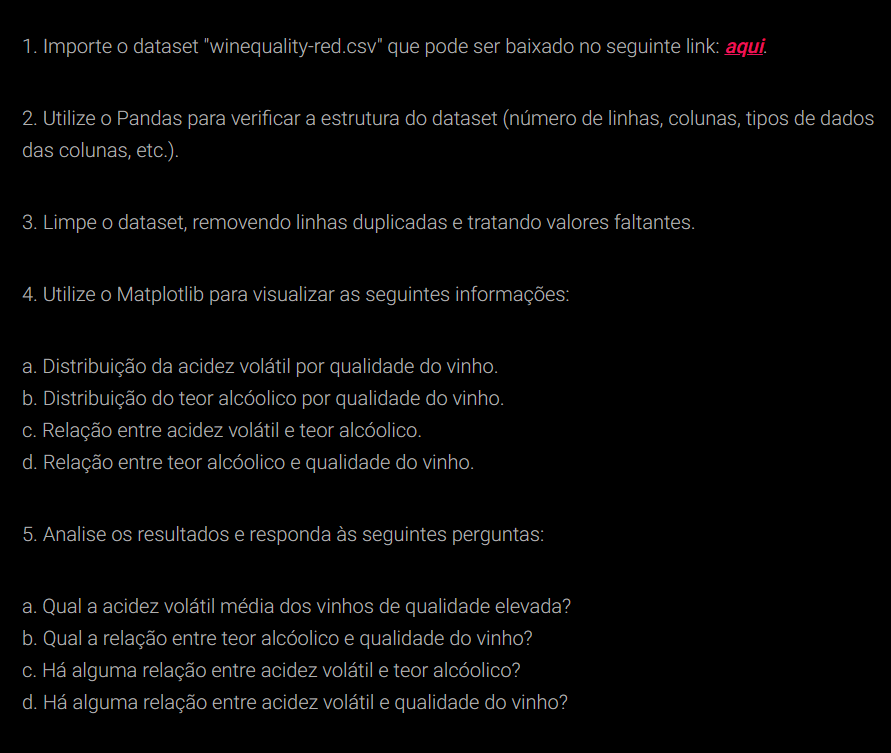 1. Importe o dataset "winequality-red.csv" que pode ser baixado no seguinte link: aqui.
2. Utilize o Pandas para verificar a estrutura do dataset (número de linhas, colunas, tipos de dados
das colunas, etc.).
3. Limpe o dataset, removendo linhas duplicadas e tratando valores faltantes.
4. Utilize o Matplotlib para visualizar as seguintes informações:
a. Distribuição da acidez volátil por qualidade do vinho.
b. Distribuição do teor alcóolico por qualidade do vinho.
c. Relação entre acidez volátil e teor alcóolico.
d. Relação entre teor alcóolico e qualidade do vinho.
5. Analise os resultados e responda às seguintes perguntas:
a. Qual a acidez volátil média dos vinhos de qualidade elevada?
b. Qual a relação entre teor alcóolico e qualidade do vinho?
c. Há alguma relação entre acidez volátil e teor alcóolico?
d. Há alguma relação entre acidez volátil e qualidade do vinho?